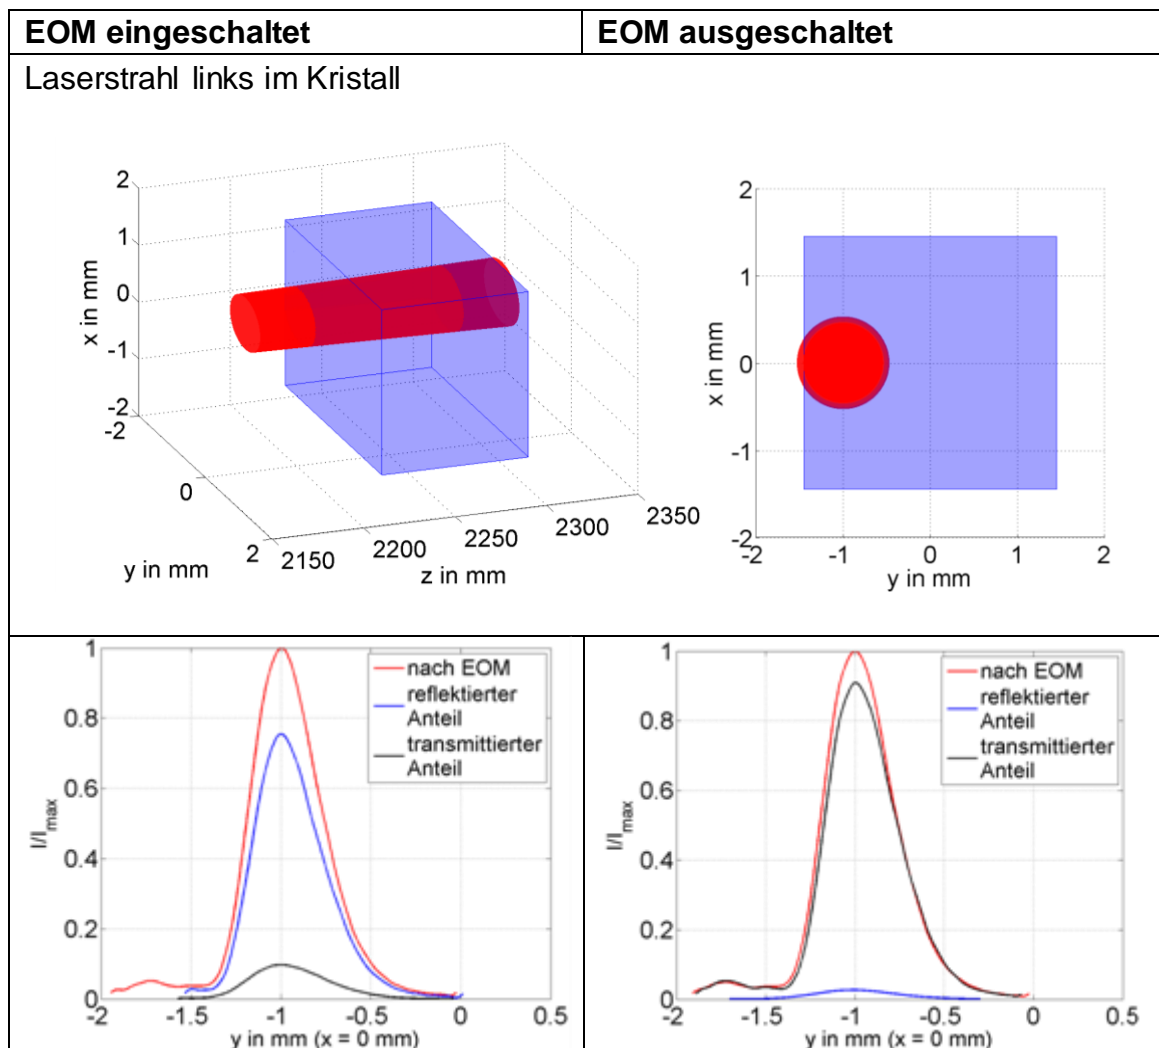 EOM eingeschaltet
EOM ausgeschaltet
Laserstrahl links im Kristall
2
1
0
-1
-2
x in mm
-2
0
2
y in mm
2150
2200
2250
2300
2350
z in mm
2
1
0
-1
-2
x in mm
-2
-1
0
1
2
y in mm
1
0.8
0.6
0.4
0.2
0
I/I_max
nach EOM
reflektierter
Anteil
transmittierter
Anteil
-2
-1.5
-1
-0.5
0
0.5
y in mm (x = 0 mm)
1
0.8
0.6
0.4
0.2
0
I/I_max
nach EOM
reflektierter
Anteil
transmittierter
Anteil
-2
-1.5
-1
-0.5
0
0.5
y in mm (x = 0 mm)